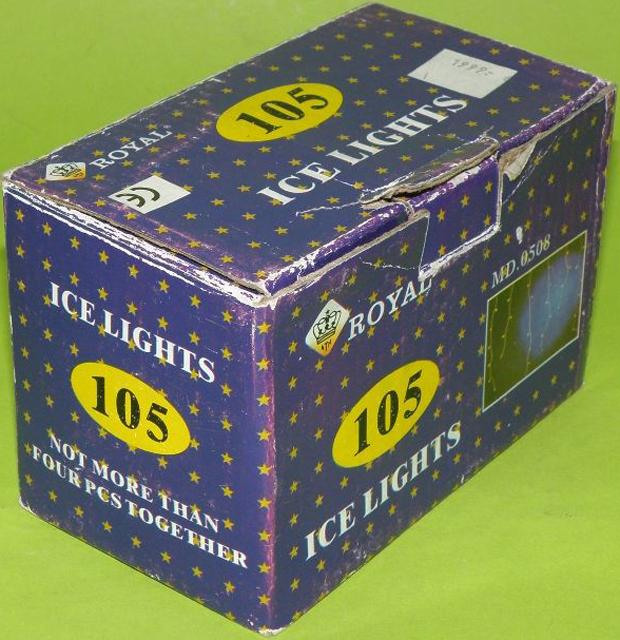 1999:-
105
ICE LIGHTS
ROYAL
CE
ICE LIGHTS
105
NOT MORE THAN
FOUR PCS TOGETHER
ROYAL
MD.0508
105
ICE LIGHTS